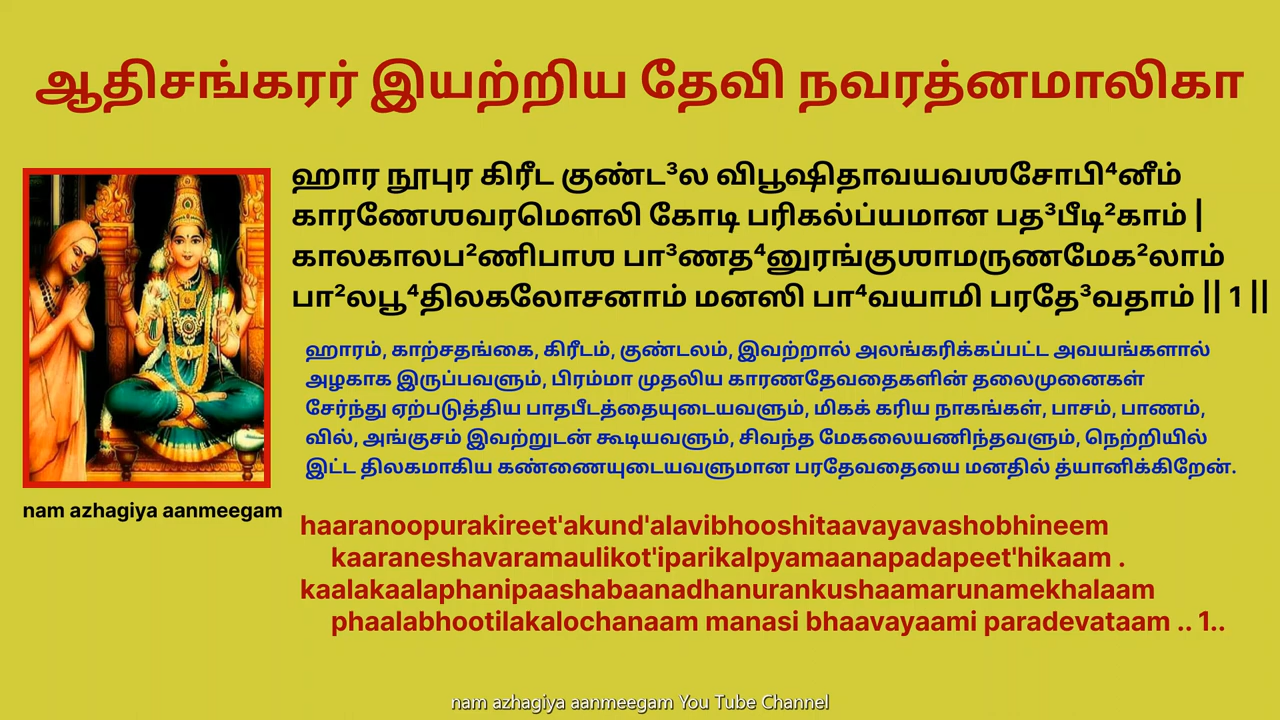 ஆதிசங்கரர் இயற்றிய தேவி நவரத்னமாலிகா
ஹார நூபுர கிரீட குண்ட³ல விபூஷிதாவயவஶசோபி⁴னீம்
காரணேஶவரமௌலி கோடி பரிகல்ப்யமான பத³பீடி²காம் |
காலகாலப²ணிபாஶ பா³ணத⁴னுரங்குஶாமருணமேக²லாம்
பா²லபூ⁴திலகலோசனாம் மனஸி பா⁴வயாமி பரதே³வதாம் || 1 ||
ஹாரம், காற்சதங்கை, கிரீடம், குண்டலம், இவற்றால் அலங்கரிக்கப்பட்ட அவயங்களால்
அழகாக இருப்பவளும், பிரம்மா முதலிய காரணதேவதைகளின் தலைமுனைகள்
சேர்ந்து ஏற்படுத்திய பாதபீடத்தையுடையவளும், மிகக் கரிய நாகங்கள், பாசம், பாணம்,
வில், அங்குசம் இவற்றுடன் கூடியவளும், சிவந்த மேகலையணிந்தவளும், நெற்றியில்
இட்ட திலகமாகிய கண்ணையுடையவளுமான பரதேவதையை மனதில் த்யானிக்கிறேன்.
nam azhagiya aanmeegam
haaranoopurakireet'akund'alavibhooshitaavayavashobhineem
kaaraneshavaramaulikot'iparikalpyamaanapadapeet'hikaam .
kaalakaalaphanipaashabaanadhanurankushaamarunamekhalaam
phaalabhootilakalochanaam manasi bhaavayaami paradevataam .. 1..
nam azhagiya aanmeegam You Tube Channel